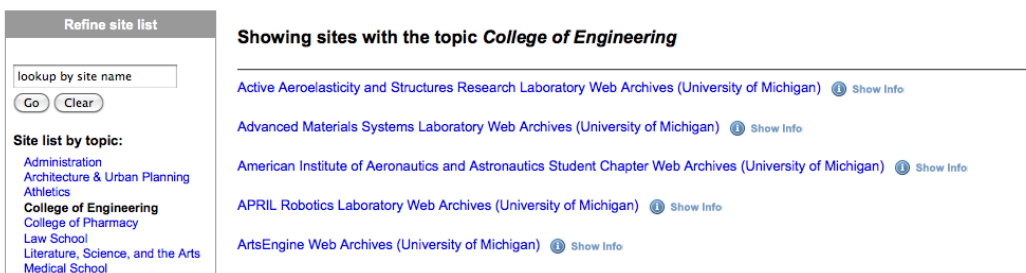 Refine site list
lookup by site name
Go Clear
Site list by topic:
Administration
Architecture & Urban Planning
Athletics
College of Engineering
College of Pharmacy
Law School
Literature, Science, and the Arts
Medical School
Showing sites with the topic College of Engineering
Active Aeroelasticity and Structures Research Laboratory Web Archives (University of Michigan) i Show Info
Advanced Materials Systems Laboratory Web Archives (University of Michigan) i Show Info
American Institute of Aeronautics and Astronautics Student Chapter Web Archives (University of Michigan) i Show Info
APRIL Robotics Laboratory Web Archives (University of Michigan) i Show Info
ArtsEngine Web Archives (University of Michigan) i Show Info